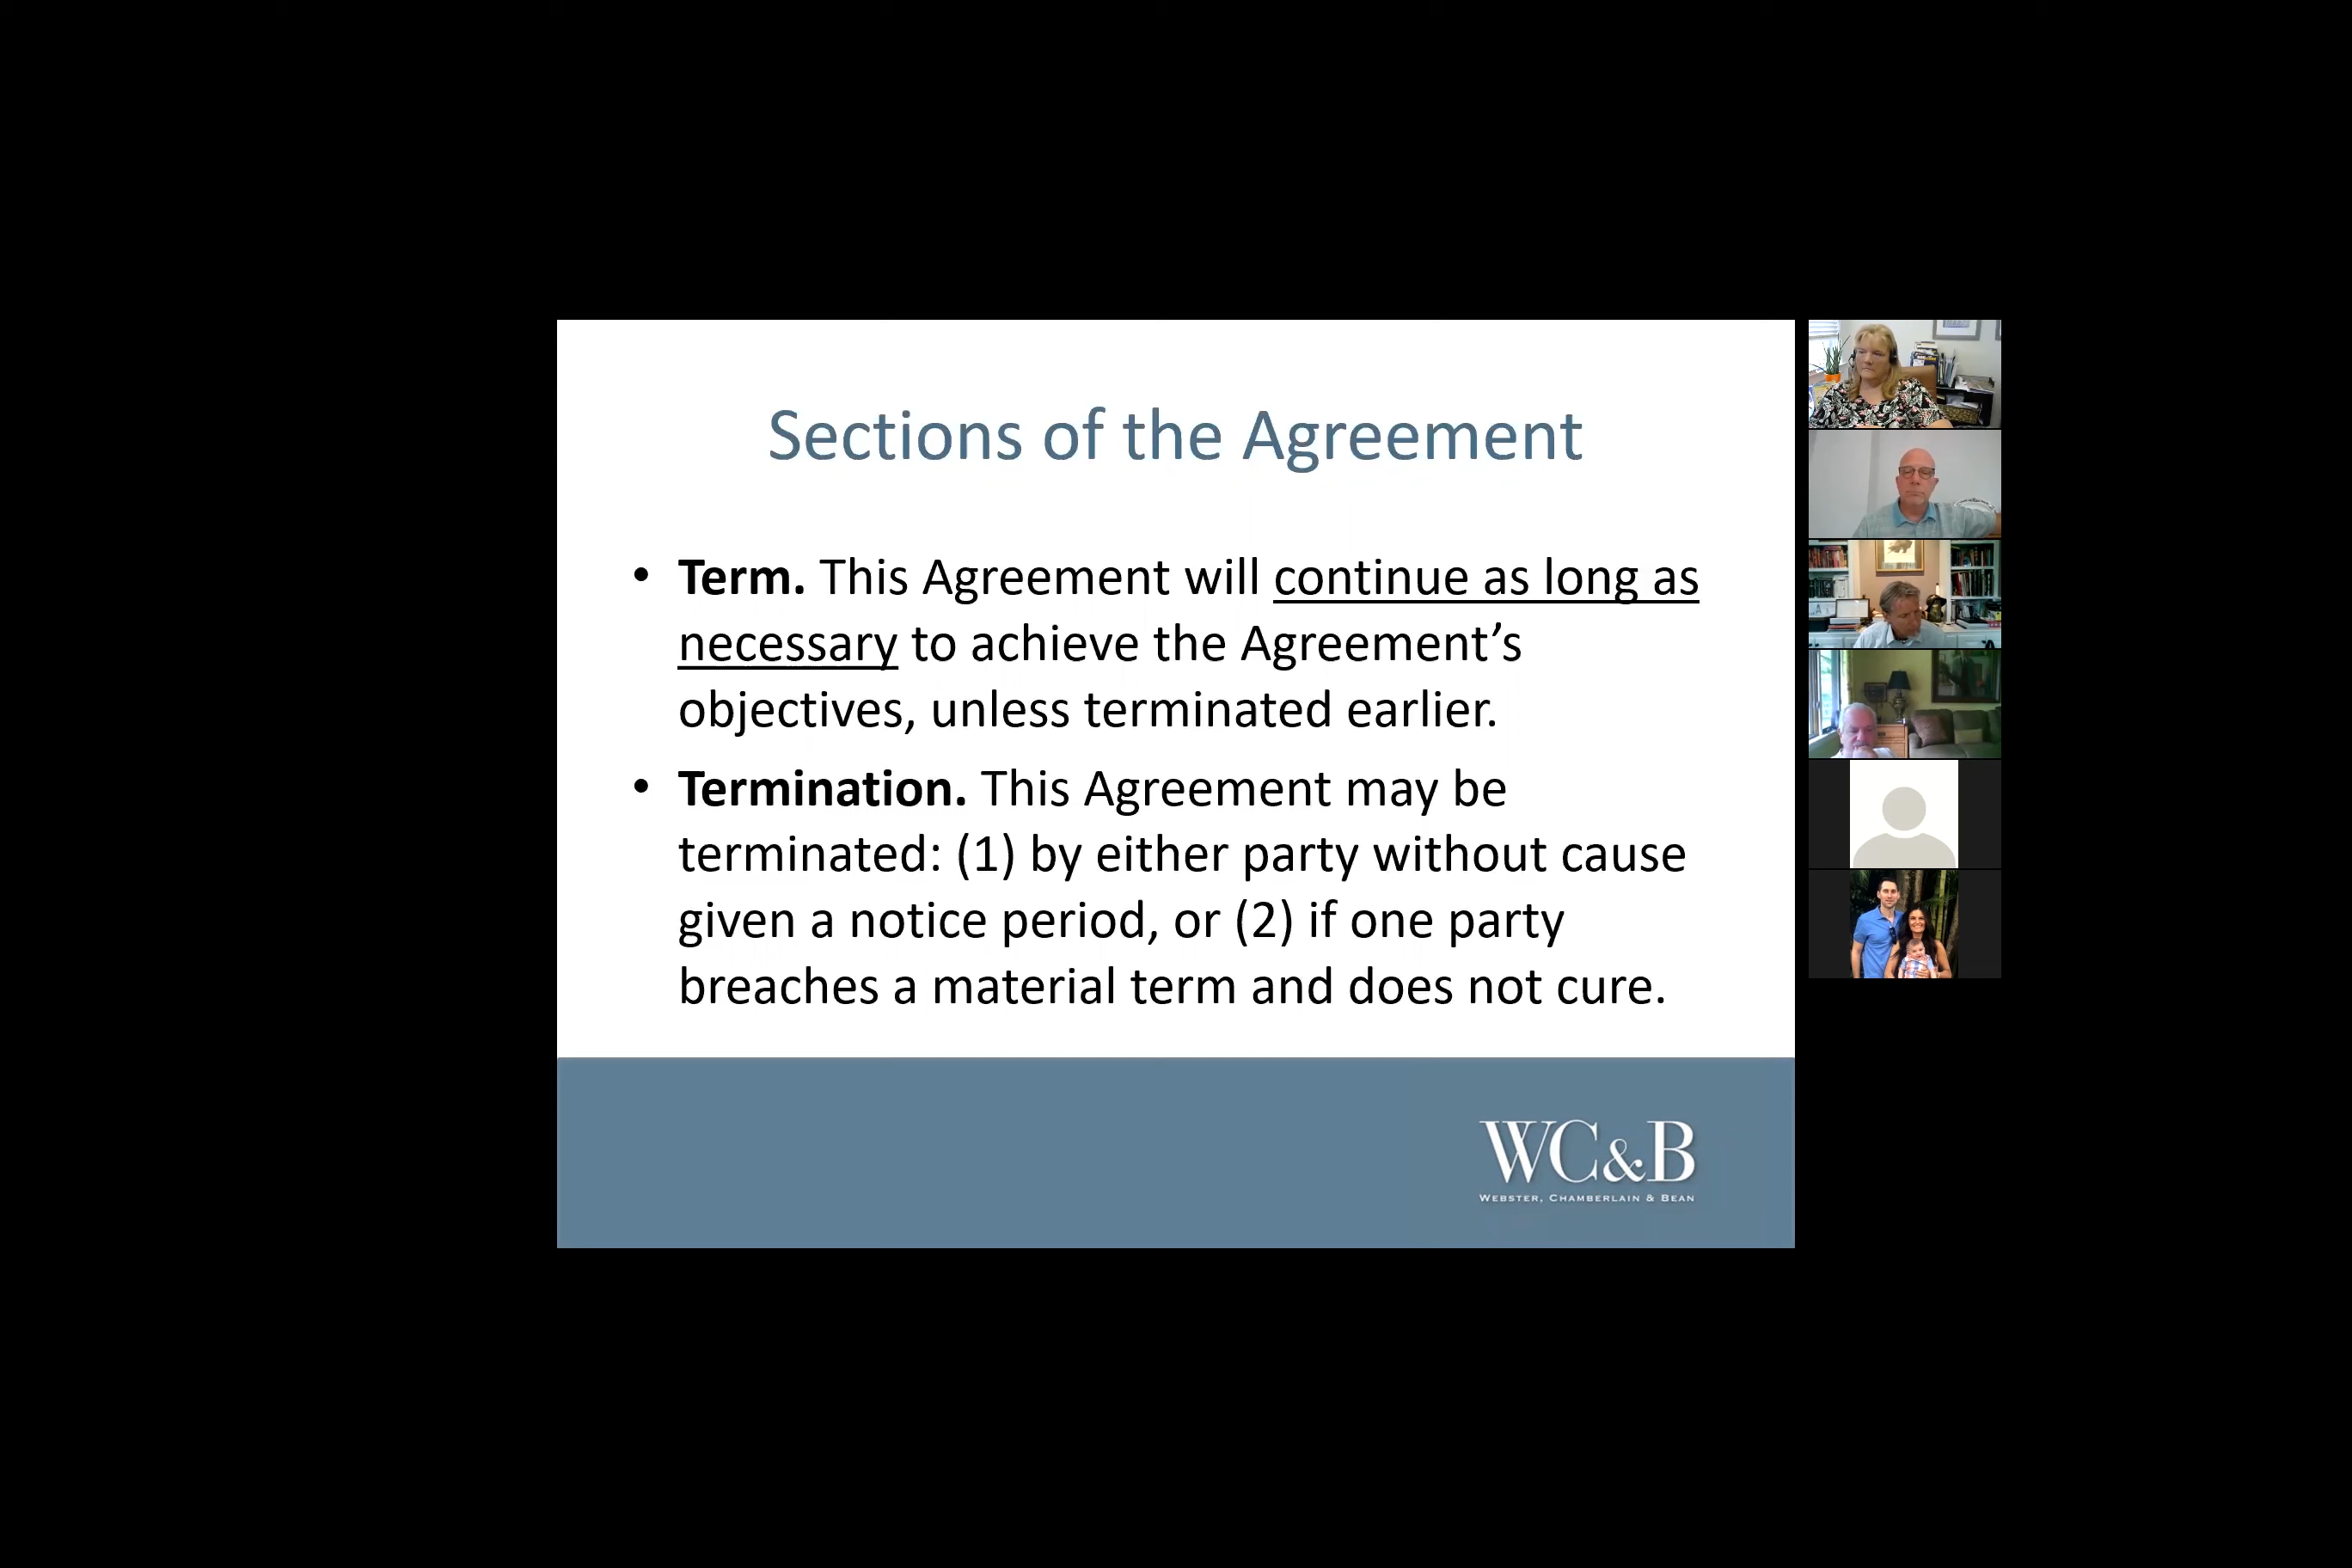 Sections of the Agreement
• Term. This Agreement will continue as long as
necessary to achieve the Agreement’s
objectives, unless terminated earlier.
• Termination. This Agreement may be
terminated: (1) by either party without cause
given a notice period, or (2) if one party
breaches a material term and does not cure.
WC&B
WEBSTER, CHAMBERLAIN & BEAN